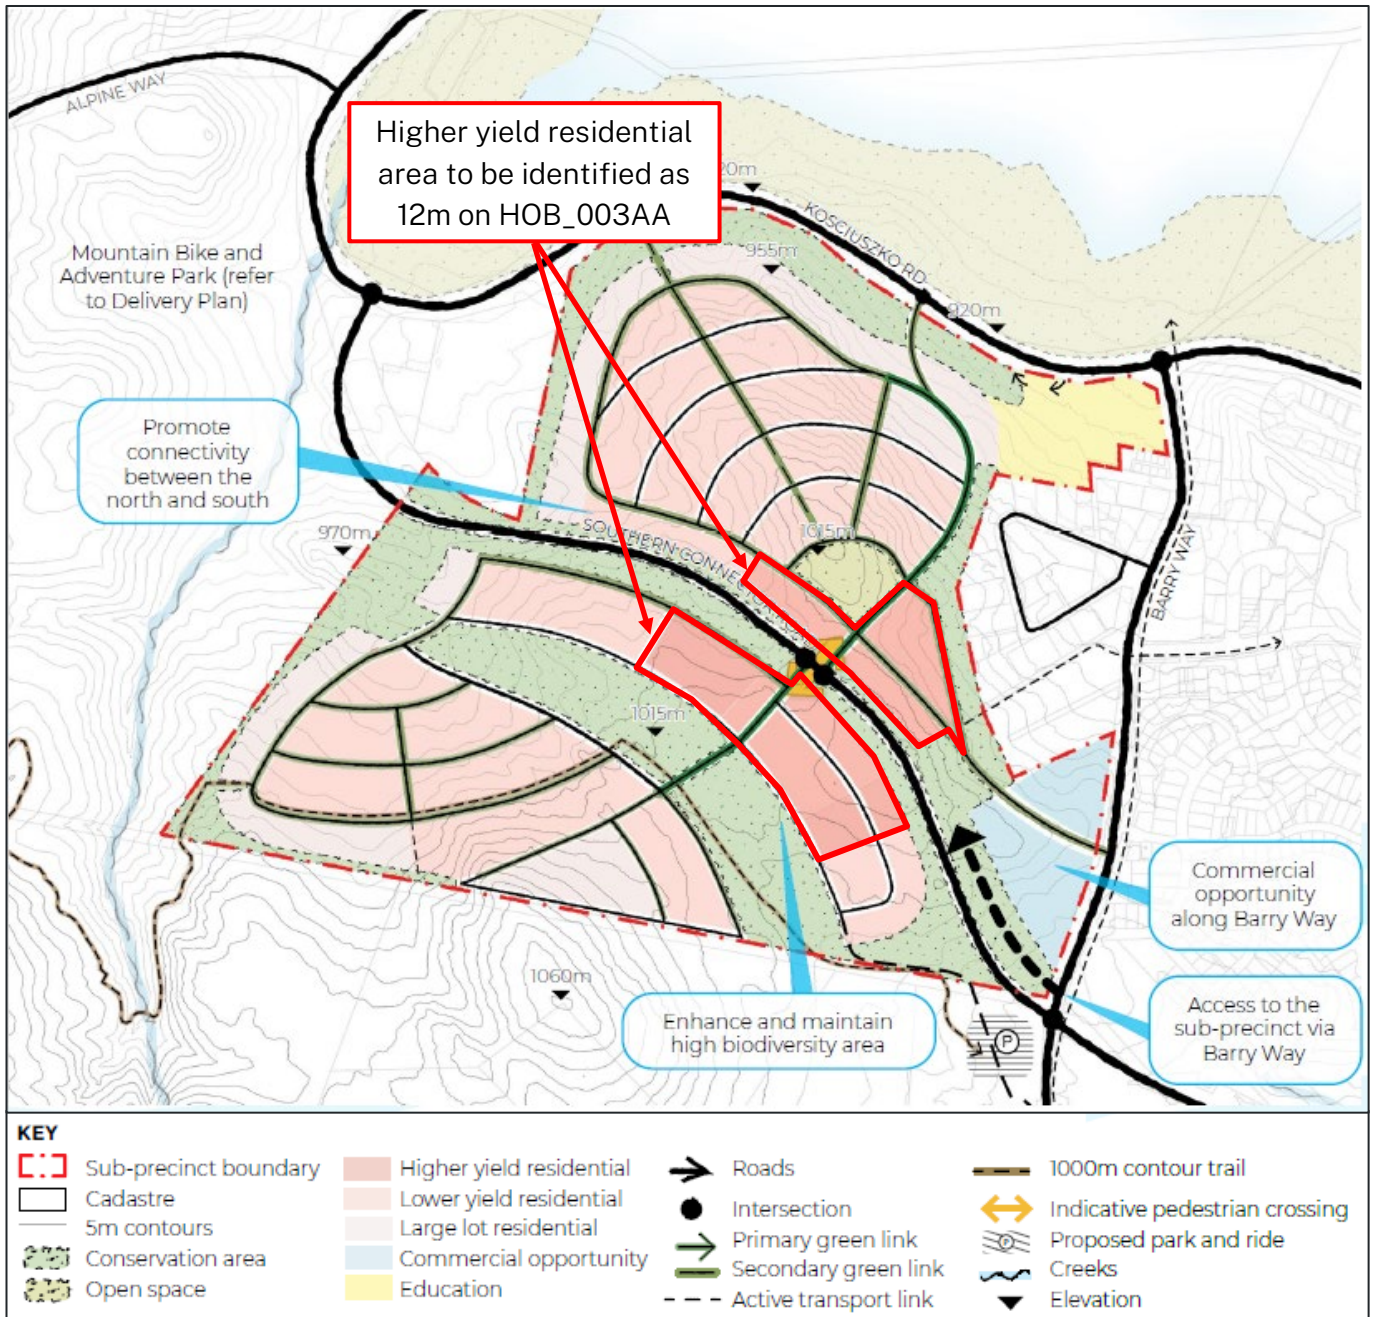 ALPINE WAY
Higher yield residential
area to be identified as
12m on HOB_003AA
20m
KOSCIUSZKO RD
Mountain Bike and
Adventure Park (refer
to Delivery Plan)
955m
920m
Promote
connectivity
between the
north and south
970m
SOUTHERN CONNECTOR
1015m
BARRY WAY
1015m
Commercial
opportunity
along Barry Way
1060m
Enhance and maintain
high biodiversity area
Access to the
sub-precinct via
Barry Way
P
KEY
Sub-precinct boundary
Cadastre
5m contours
Conservation area
Open space
Higher yield residential
Lower yield residential
Large lot residential
Commercial opportunity
Education
Roads
Intersection
Primary green link
Secondary green link
Active transport link
1000m contour trail
Indicative pedestrian crossing
P
Proposed park and ride
Creeks
Elevation